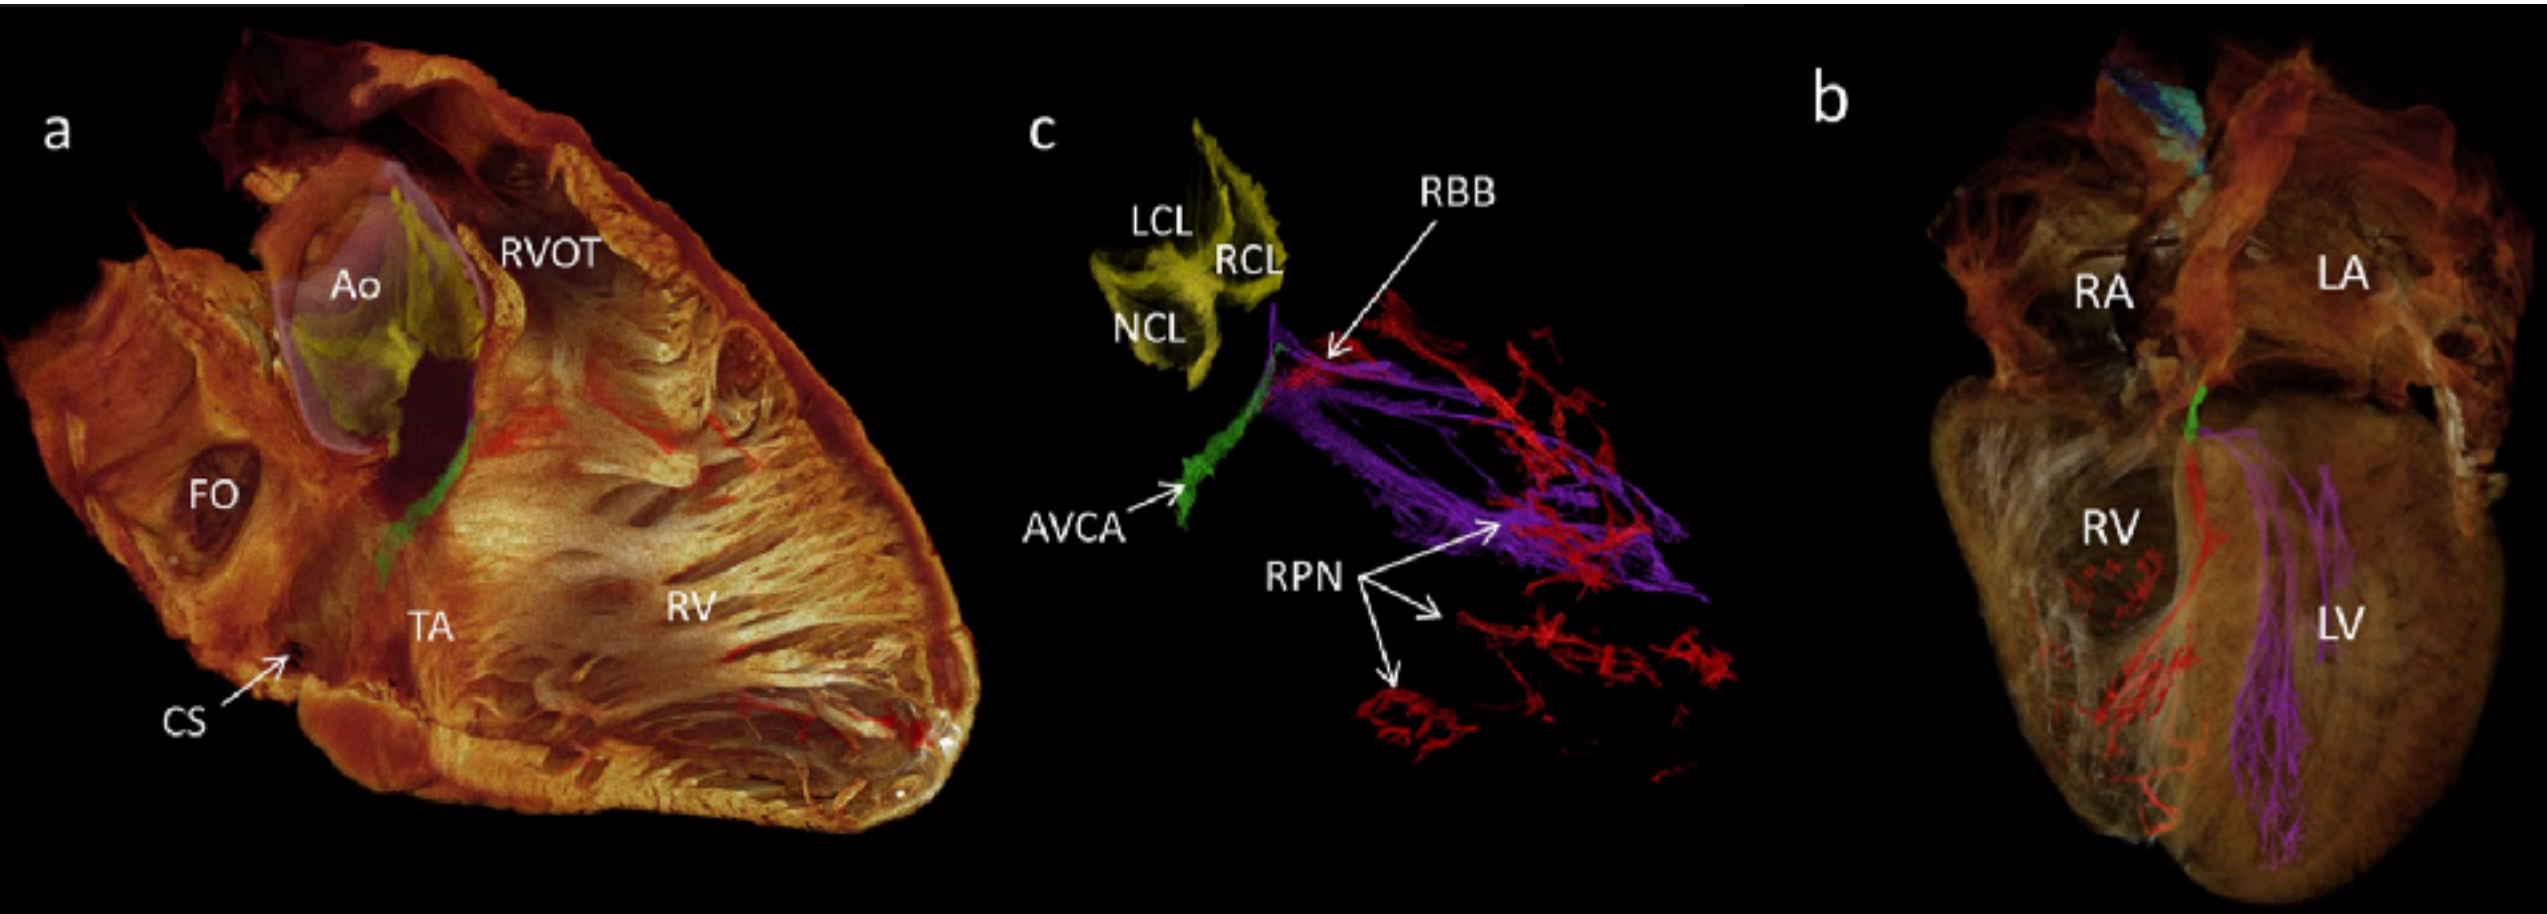 a
Ao
RVOT
FO
RV
TA
CS
c
LCL
RCL
NCL
RBB
AVCA
RPN
b
RA
LA
RV
LV